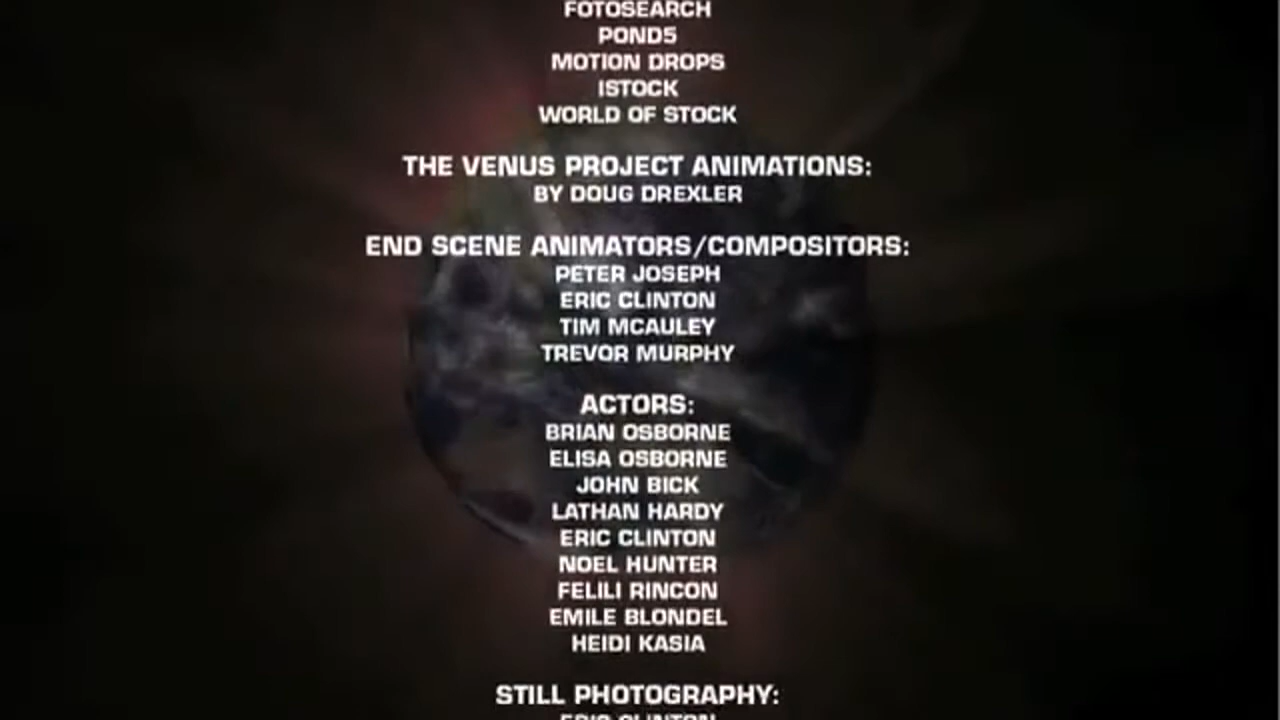 FOTOSEARCH
POND5
MOTION DROPS
ISTOCK
WORLD OF STOCK
THE VENUS PROJECT ANIMATIONS:
BY DOUG DREXLER
END SCENE ANIMATORS/COMPOSITORS:
PETER JOSEPH
ERIC CLINTON
TIM MCAULEY
TREVOR MURPHY
ACTORS:
BRIAN OSBORNE
ELISA OSBORNE
JOHN BICK
LATHAN HARDY
ERIC CLINTON
NOEL HUNTER
FELILI RINCON
EMILE BLONDEL
HEIDI KASIA
STILL PHOTOGRAPHY:
ERIC CLINTON